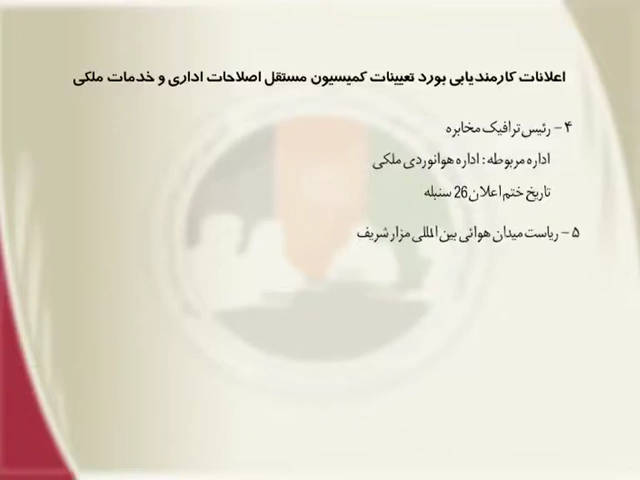 اعلانات کارمندیابی بورد تعیینات کمیسیون مستقل اصلاحات اداری و خدمات ملکی
۴ - رئیس ترافیک مخابره
اداره مربوطه : اداره هوانوردی ملکی
تاریخ ختم اعلان 26 سنبله
۵ - ریاست میدان هوائی بین المللی مزار شریف